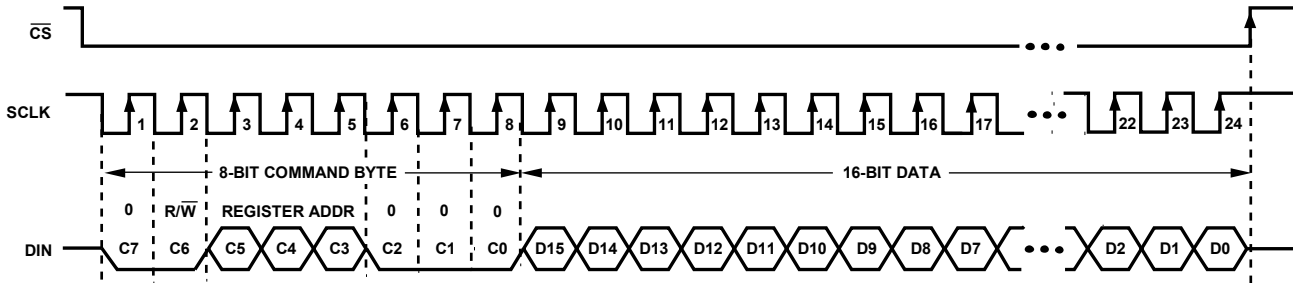 CS
SCLK 1 2 3 4 5 6 7 8 9 10 11 12 13 14 15 16 17 22 23 24
8-BIT COMMAND BYTE 16-BIT DATA
0 R/W REGISTER ADDR 0 0 0
DIN C7 C6 C5 C4 C3 C2 C1 C0 D15 D14 D13 D12 D11 D10 D9 D8 D7 D2 D1 D0